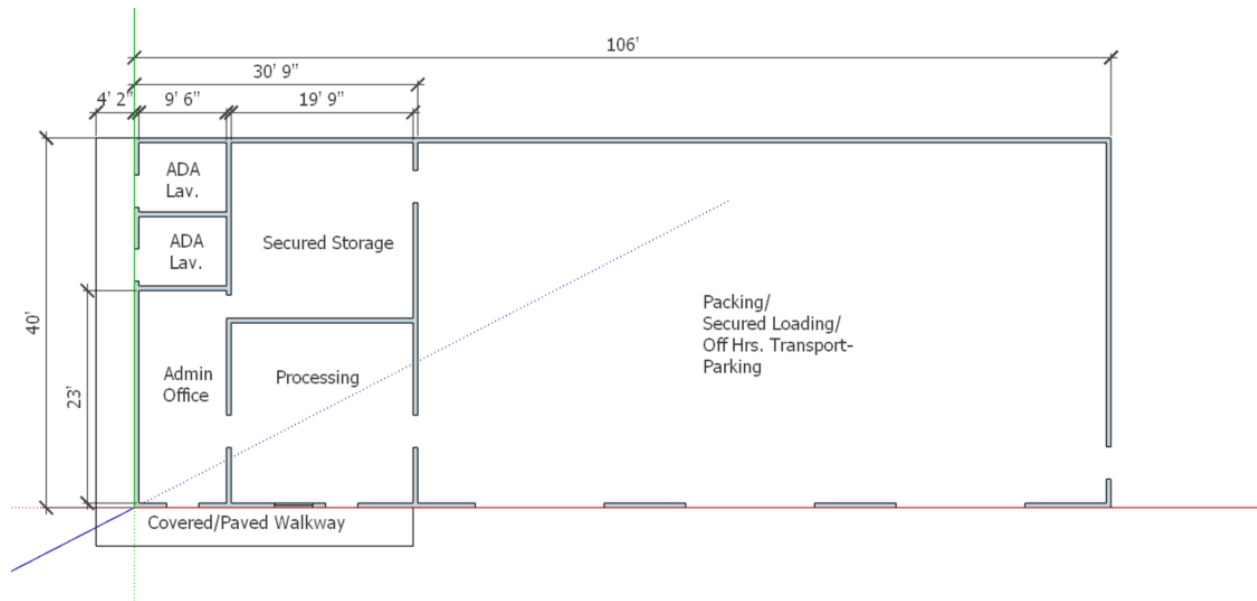 106'
30' 9"
4' 2"
9' 6"
19' 9"
ADA
Lav.
ADA
Lav.
Secured Storage
40'
Packing/
Secured Loading/
Off Hrs. Transport-
Parking
23'
Admin
Office
Processing
Covered/Paved Walkway